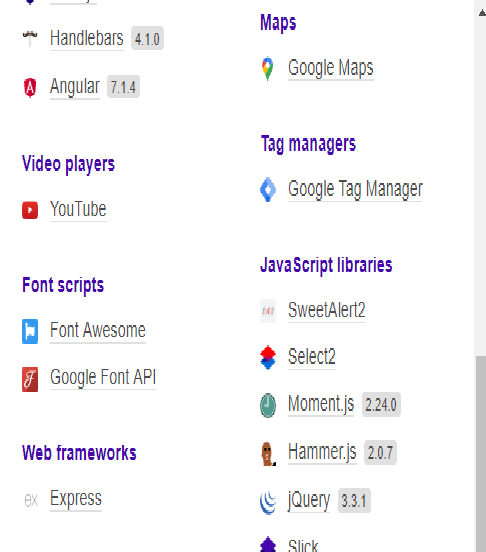 Handlebars 4.1.0
Angular 7.1.4
Video players
YouTube
Font scripts
Font Awesome
Google Font API
Web frameworks
ex Express
Maps
Google Maps
Tag managers
Google Tag Manager
JavaScript libraries
SweetAlert2
Select2
Moment.js 2.24.0
Hammer.js 2.0.7
jQuery 3.3.1
Slick